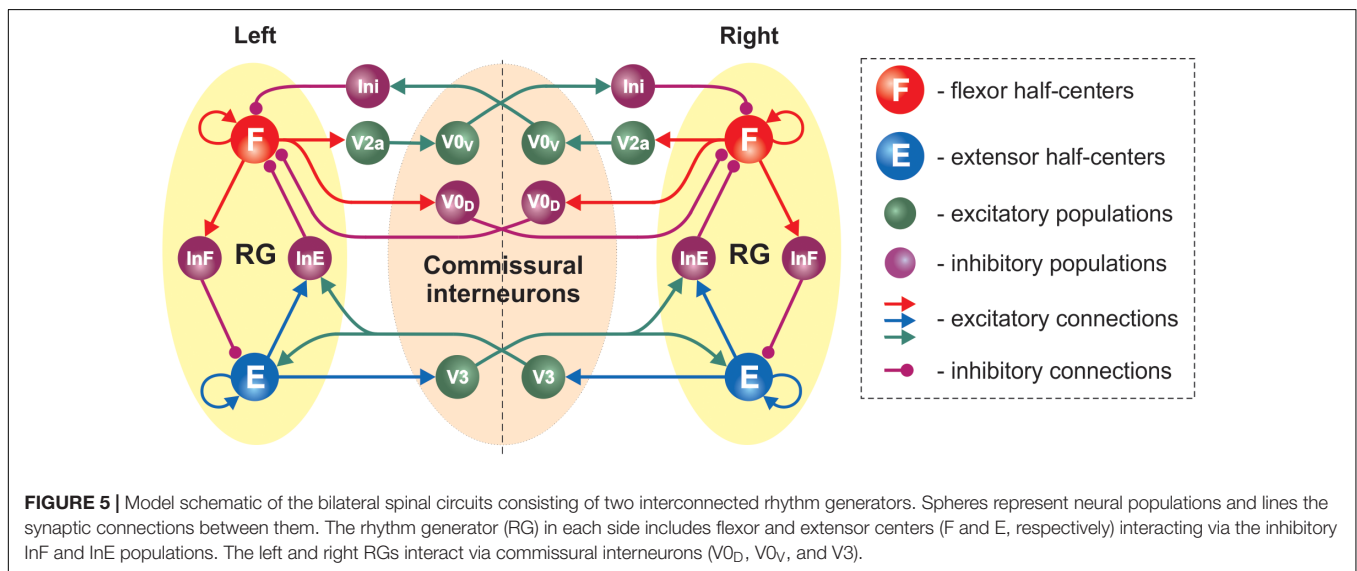 Left
Right
Ini
Ini
F
V2a
V0V
V0V
V2a
F
V0D
V0D
InF
RG
InE
Commissural
interneurons
InE
RG
InF
E
V3
V3
E
F - flexor half-centers
E - extensor half-centers
- excitatory populations
- inhibitory populations
- excitatory connections
- inhibitory connections
FIGURE 5 | Model schematic of the bilateral spinal circuits consisting of two interconnected rhythm generators. Spheres represent neural populations and lines the
synaptic connections between them. The rhythm generator (RG) in each side includes flexor and extensor centers (F and E, respectively) interacting via the inhibitory
InF and InE populations. The left and right RGs interact via commissural interneurons (V0D, V0V, and V3).